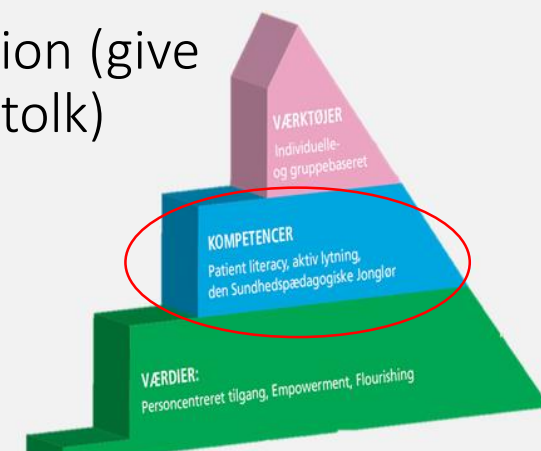 ion (give
tolk)
VÆRKTØJER
Individuelle-
og gruppebaseret
KOMPETENCER
Patient literacy, aktiv lytning,
den Sundhedspædagogiske Jonglør
VÆRDIER:
Personcentreret tilgang, Empowerment, Flourishing